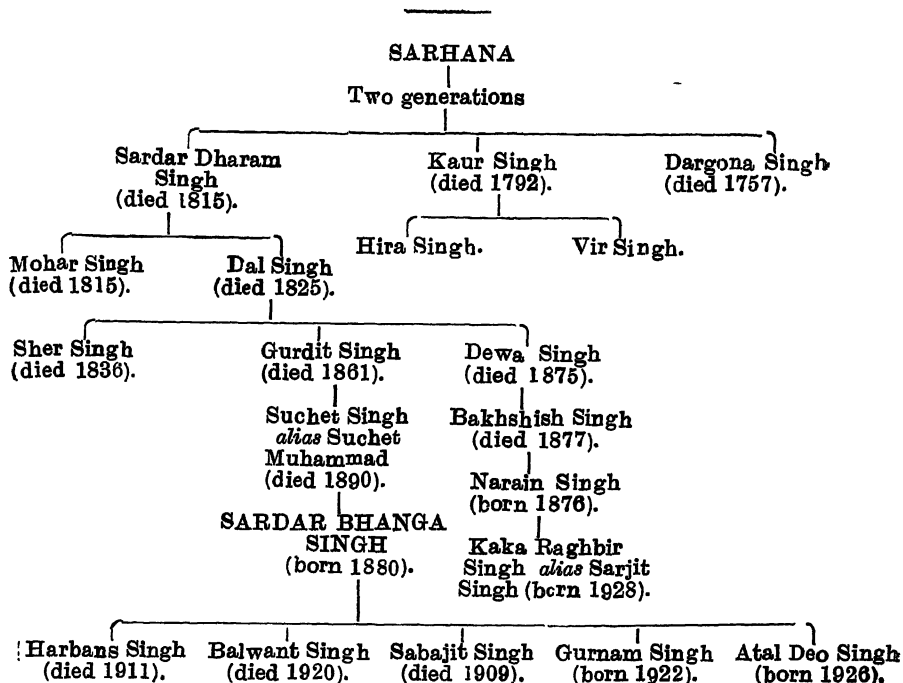 SARHANA
Two generations
Sardar Dharam
Singh
(died 1815).
Kaur Singh
(died 1792).
Dargona Singh
(died 1757).
Mohar Singh
(died 1815).
Dal Singh
(died 1825).
Hira Singh.
Vir Singh.
Sher Singh
(died 1836).
Gurdit Singh
(died 1861).
Dewa Singh
(died 1875).
Suchet Singh
alias Suchet
Muhammad
(died 1890).
Bakhshish Singh
(died 1877).
Narain Singh
(born 1876).
SARDAR BHANGA
SINGH
(born 1880).
Kaka Raghbir
Singh alias Sarjit
Singh (born 1928).
Harbans Singh
(died 1911).
Balwant Singh
(died 1920).
Sabajit Singh
(died 1909).
Gurnam Singh
(born 1922).
Atal Deo Singh
(born 1926).